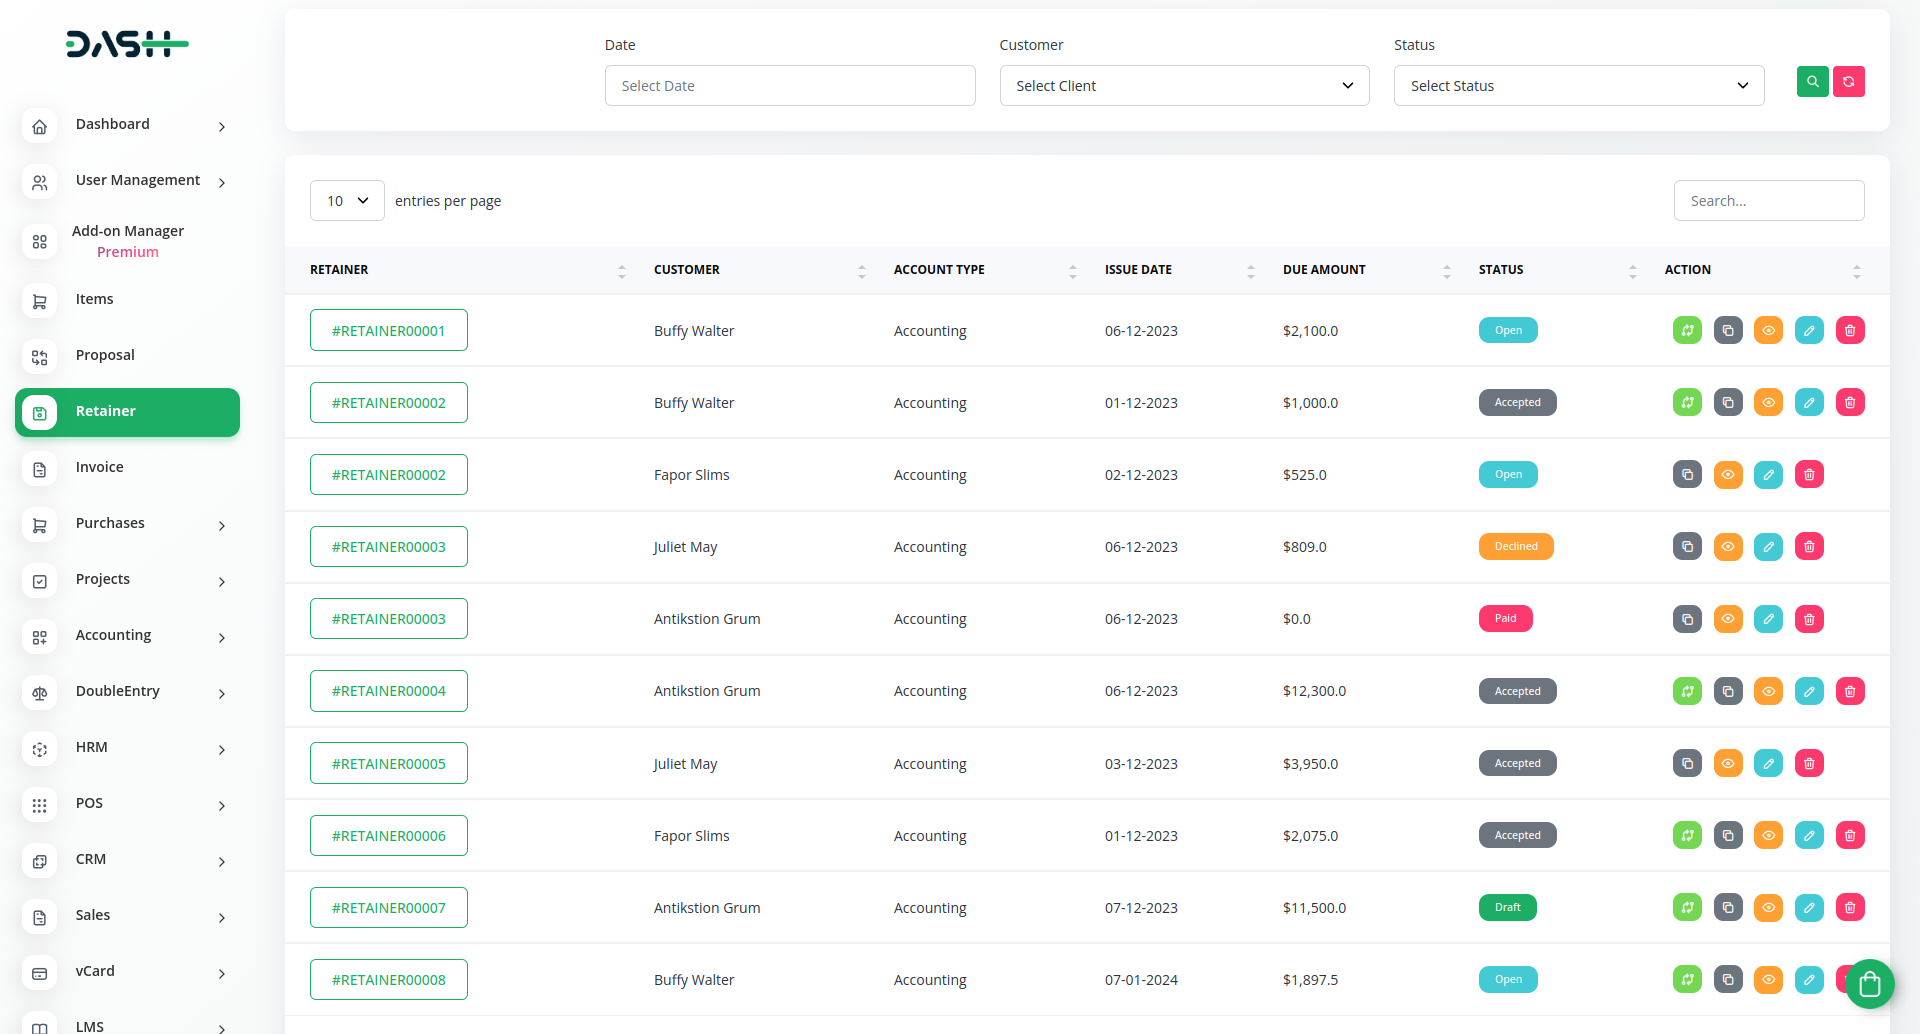 DASH
Dashboard
User Management
Add-on Manager
Premium
Items
Proposal
Retainer
Invoice
Purchases
Projects
Accounting
DoubleEntry
HRM
POS
CRM
Sales
vCard
LMS
Date Customer Status
Select Date Select Client Select Status
10 entries per page Search...
RETAINER CUSTOMER ACCOUNT TYPE ISSUE DATE DUE AMOUNT STATUS ACTION
#RETAINER00001 Buffy Walter Accounting 06-12-2023 $2,100.0 Open
#RETAINER00002 Buffy Walter Accounting 01-12-2023 $1,000.0 Accepted
#RETAINER00002 Fapor Slims Accounting 02-12-2023 $525.0 Open
#RETAINER00003 Juliet May Accounting 06-12-2023 $809.0 Declined
#RETAINER00003 Antikstion Grum Accounting 06-12-2023 $0.0 Paid
#RETAINER00004 Antikstion Grum Accounting 06-12-2023 $12,300.0 Accepted
#RETAINER00005 Juliet May Accounting 03-12-2023 $3,950.0 Accepted
#RETAINER00006 Fapor Slims Accounting 01-12-2023 $2,075.0 Accepted
#RETAINER00007 Antikstion Grum Accounting 07-12-2023 $11,500.0 Draft
#RETAINER00008 Buffy Walter Accounting 07-01-2024 $1,897.5 Open